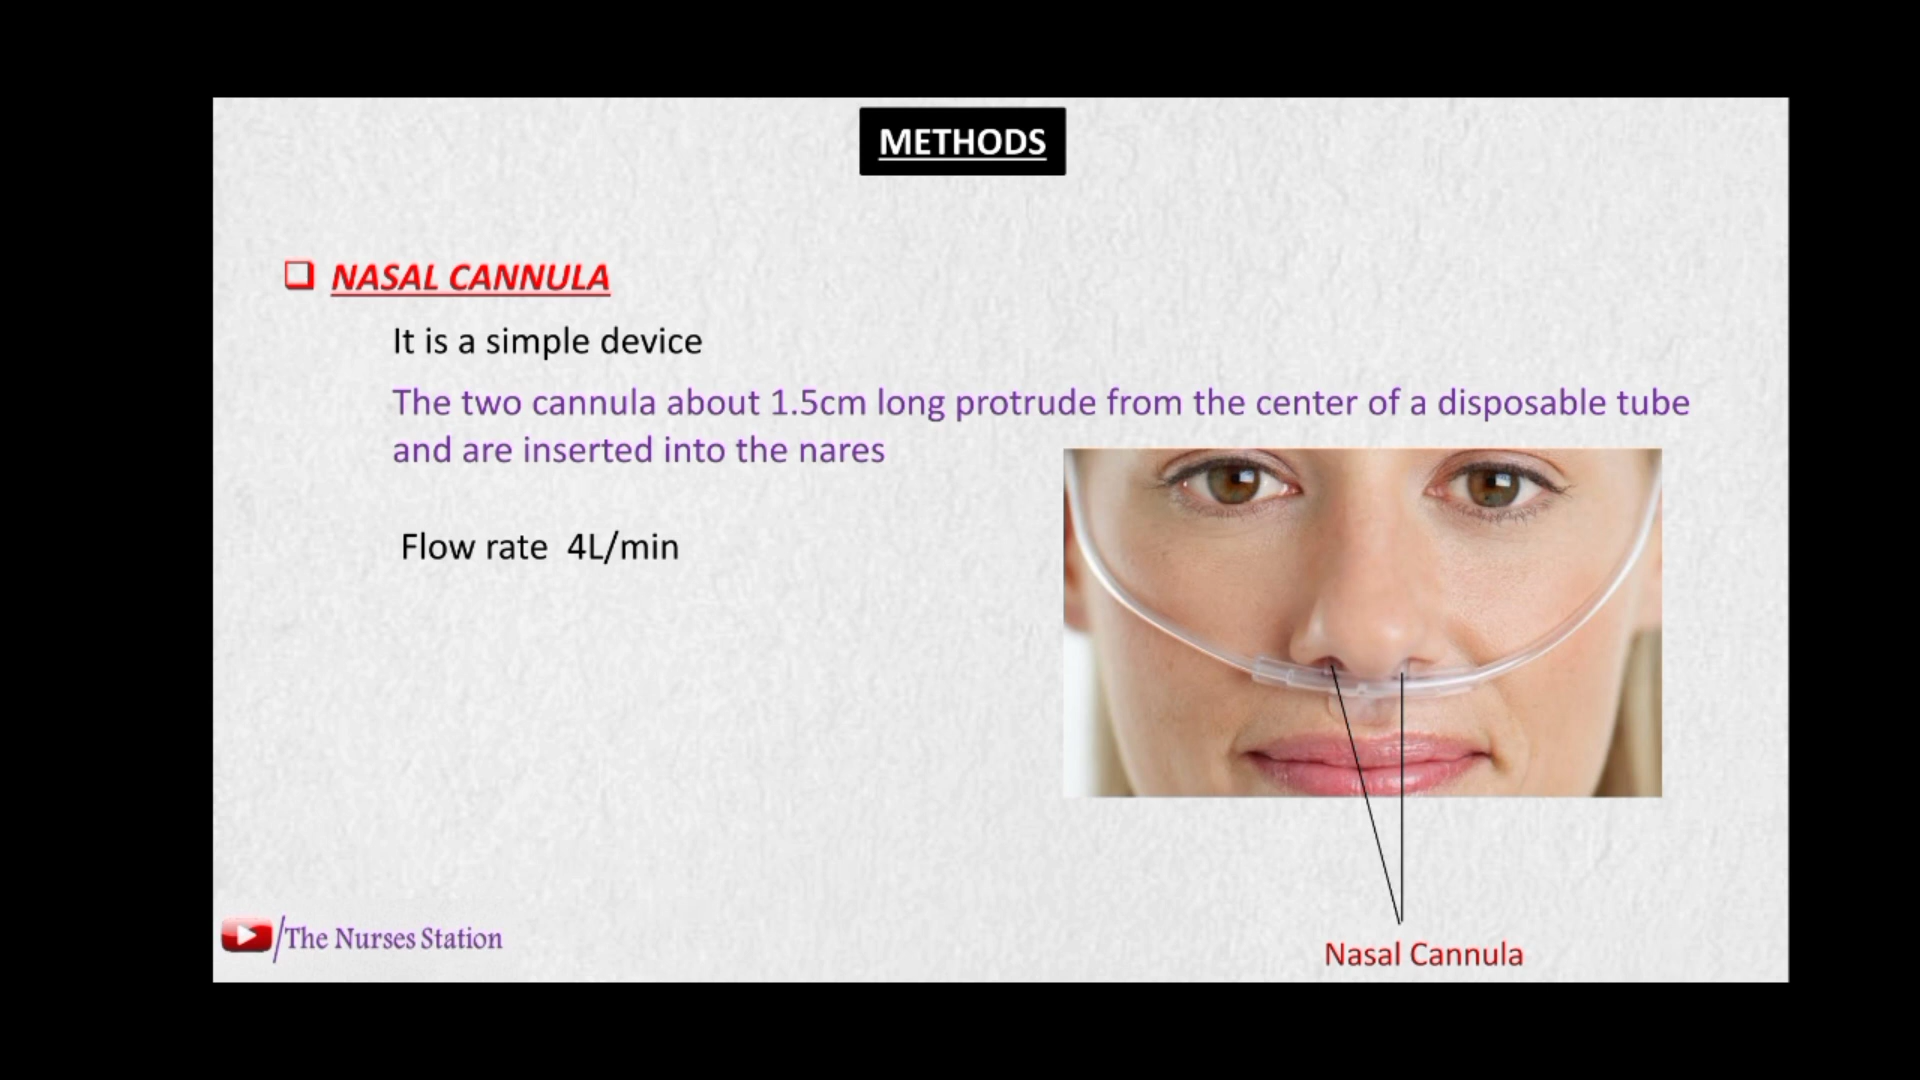 METHODS
NASAL CANNULA
It is a simple device
The two cannula about 1.5cm long protrude from the center of a disposable tube
and are inserted into the nares
Flow rate 4L/min
Nasal Cannula
/The Nurses Station